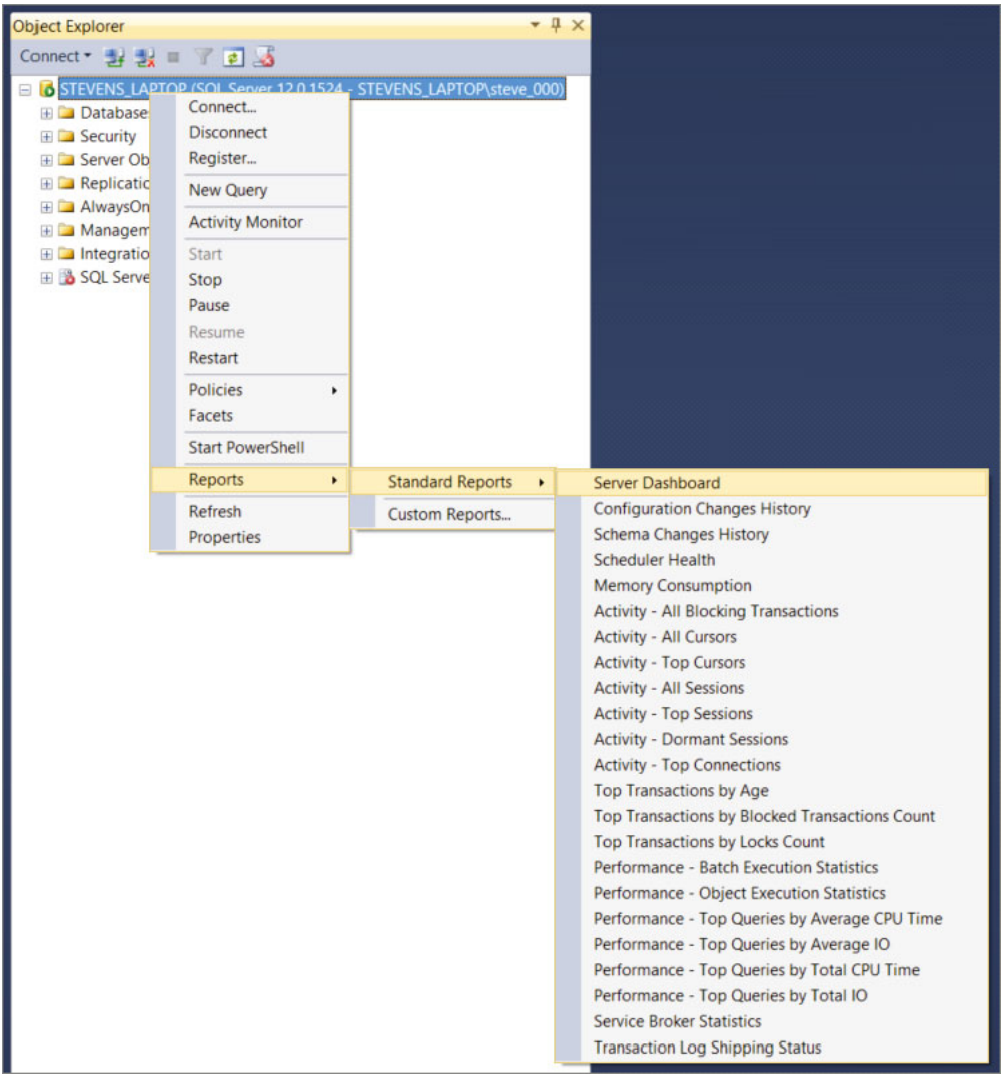 Object Explorer
Connect
STEVENS_LAPTOP (SQL Server 12.0.1524 - STEVENS_LAPTOP\steve_000)
Database
Security
Server Ob
Replicatio
AlwaysOn
Managem
Integratio
SQL Serve
Connect...
Disconnect
Register...
New Query
Activity Monitor
Start
Stop
Pause
Resume
Restart
Policies
Facets
Start PowerShell
Reports
Refresh
Properties
Standard Reports
Custom Reports...
Server Dashboard
Configuration Changes History
Schema Changes History
Scheduler Health
Memory Consumption
Activity - All Blocking Transactions
Activity - All Cursors
Activity - Top Cursors
Activity - All Sessions
Activity - Top Sessions
Activity - Dormant Sessions
Activity - Top Connections
Top Transactions by Age
Top Transactions by Blocked Transactions Count
Top Transactions by Locks Count
Performance - Batch Execution Statistics
Performance - Object Execution Statistics
Performance - Top Queries by Average CPU Time
Performance - Top Queries by Average IO
Performance - Top Queries by Total CPU Time
Performance - Top Queries by Total IO
Service Broker Statistics
Transaction Log Shipping Status